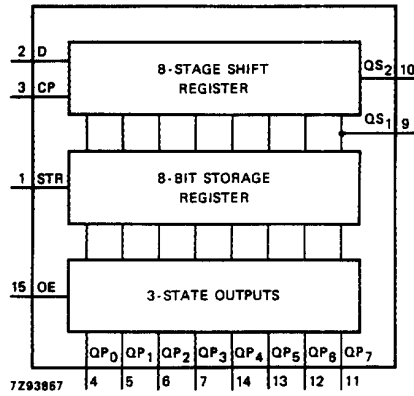 2 D
8-STAGE SHIFT
REGISTER
QS2 10
3 CP
QS1 9
1 STR
8-BIT STORAGE
REGISTER
15 OE
3-STATE OUTPUTS
QP0 QP1 QP2 QP3 QP4 QP5 QP6 QP7
7Z93867 4 5 6 7 14 13 12 11